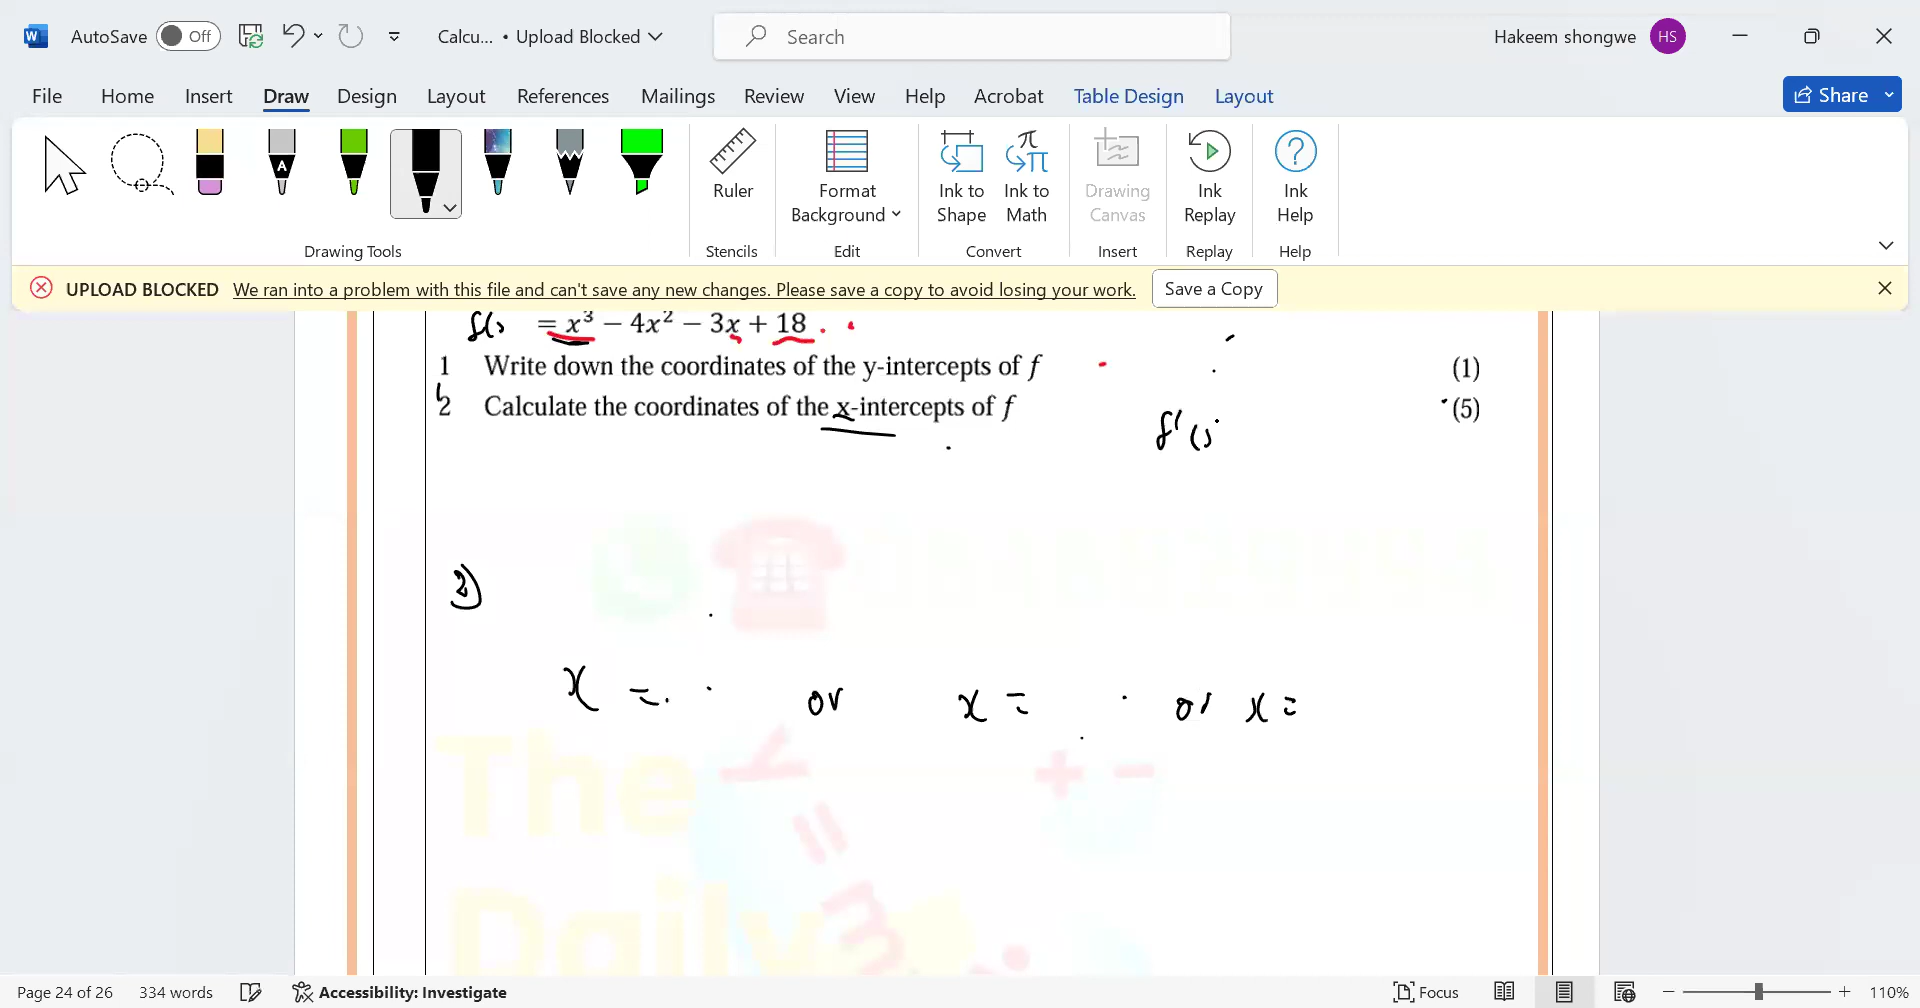 AutoSave Off Calcu... • Upload Blocked Search Hakeem shongwe HS
File Home Insert Draw Design Layout References Mailings Review View Help Acrobat Table Design Layout Share
A
Ruler Format Background Ink to Shape Ink to Math Drawing Canvas Ink Replay Ink Help
Drawing Tools Stencils Edit Convert Insert Replay Help
UPLOAD BLOCKED We ran into a problem with this file and can't save any new changes. Please save a copy to avoid losing your work. Save a Copy
= x³ − 4x² − 3x + 18
1 Write down the coordinates of the y-intercepts of f (1)
2 Calculate the coordinates of the x-intercepts of f (5)
f'()
2)
x = or x = or x =
The
Daily
Page 24 of 26 334 words Accessibility: Investigate Focus 110%